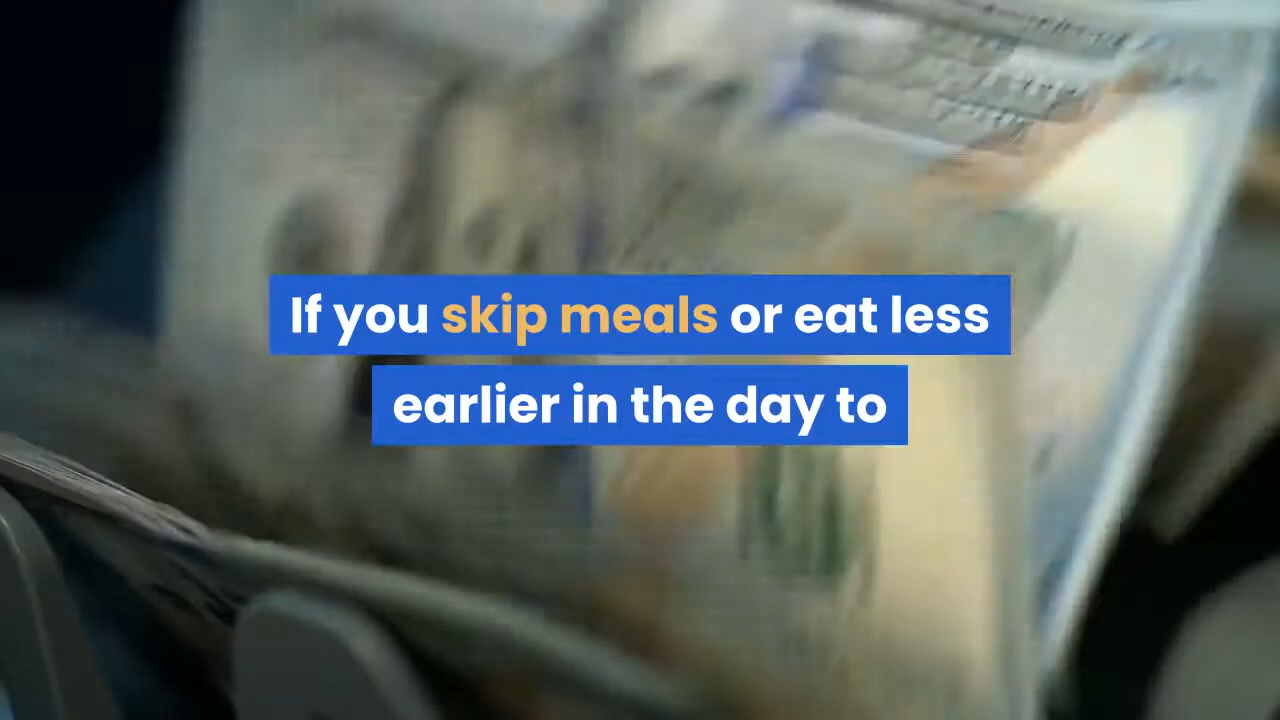 If you skip meals or eat less
earlier in the day to